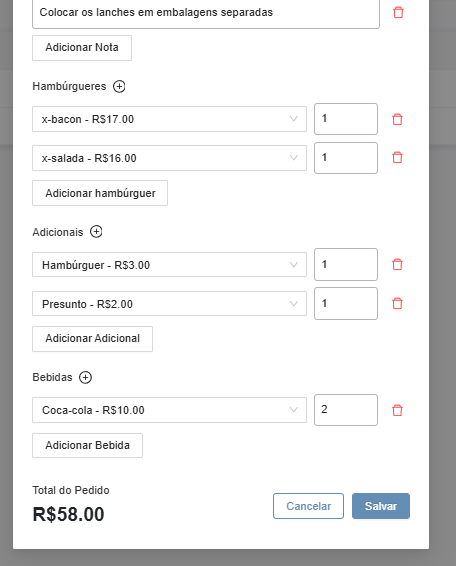 Colocar os lanches em embalagens separadas
Adicionar Nota
Hambúrgueres
x-bacon - R$17.00 1
x-salada - R$16.00 1
Adicionar hambúrguer
Adicionais
Hambúrguer - R$3.00 1
Presunto - R$2.00 1
Adicionar Adicional
Bebidas
Coca-cola - R$10.00 2
Adicionar Bebida
Total do Pedido
R$58.00
Cancelar Salvar